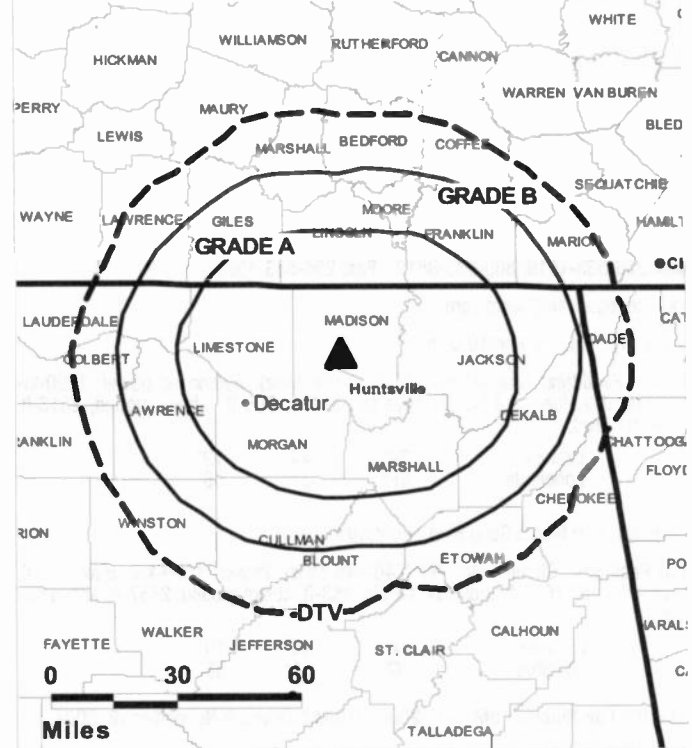 WHITE
WILLIAMSON
RUTHERFORD
HICKMAN
CANNON
WARREN
VAN BUREN
PERRY
MAURY
LEWIS
BLED
MARSHALL
BEDFORD
COFFEE
SEQUATCHIE
GRADE B
WAYNE
LAWRENCE
GILES
MOORE
HAMILT
GRADE A
LINCOLN
FRANKLIN
MARION
CI
LAUDERDALE
MADISON
CAT
DADE
COLBERT
LIMESTONE
JACKSON
Huntsville
Decatur
LAWRENCE
DEKALB
RANKLIN
MORGAN
CHATTOOGA
MARSHALL
FLOYD
CHEROKEE
WINSTON
RION
CULLMAN
BLOUNT
ETOWAH
PO
DTV
WALKER
CALHOUN
HARAL
FAYETTE
JEFFERSON
ST. CLAIR
0 30 60
Miles
TALLADEGA